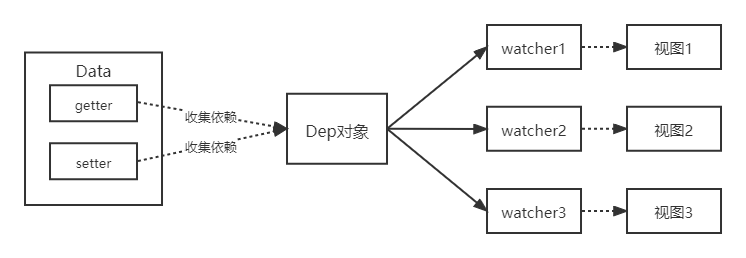 Data
getter
setter
收集依赖
收集依赖
Dep对象
watcher1
视图1
watcher2
视图2
watcher3
视图3